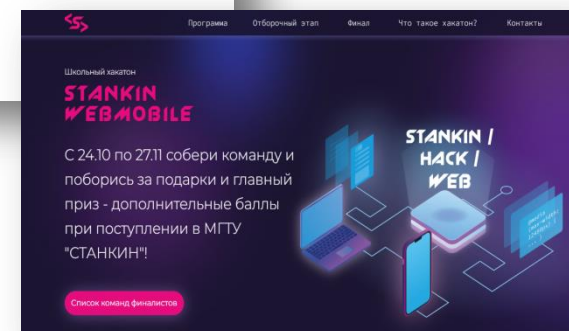 Программа Отборочный этап Финал Что такое хакатон? Контакты
Школьный хакатон
STANKIN
WEBMOBILE
С 24.10 по 27.11 собери команду и
поборись за подарки и главный
приз - дополнительные баллы
при поступлении в МГТУ
"СТАНКИН"!
Список команд финалистов
STANKIN /
HACK /
WEB